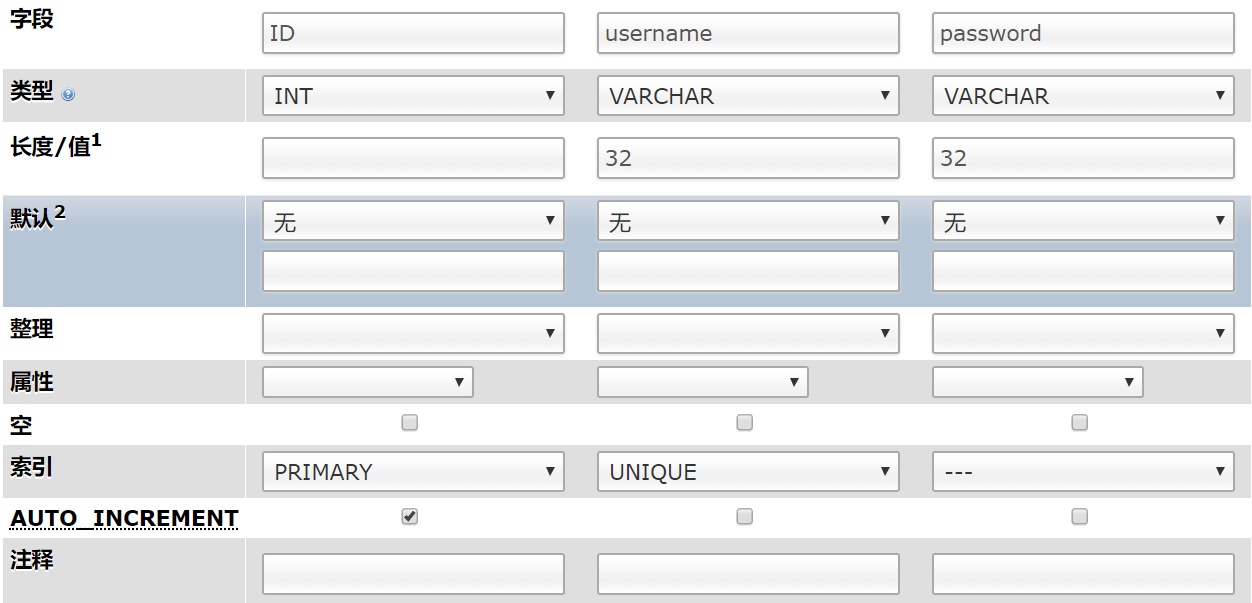 字段 ID username password
类型 INT VARCHAR VARCHAR
长度/值1 32 32
默认2 无 无 无
整理
属性
空
索引 PRIMARY UNIQUE ---
AUTO_INCREMENT
注释